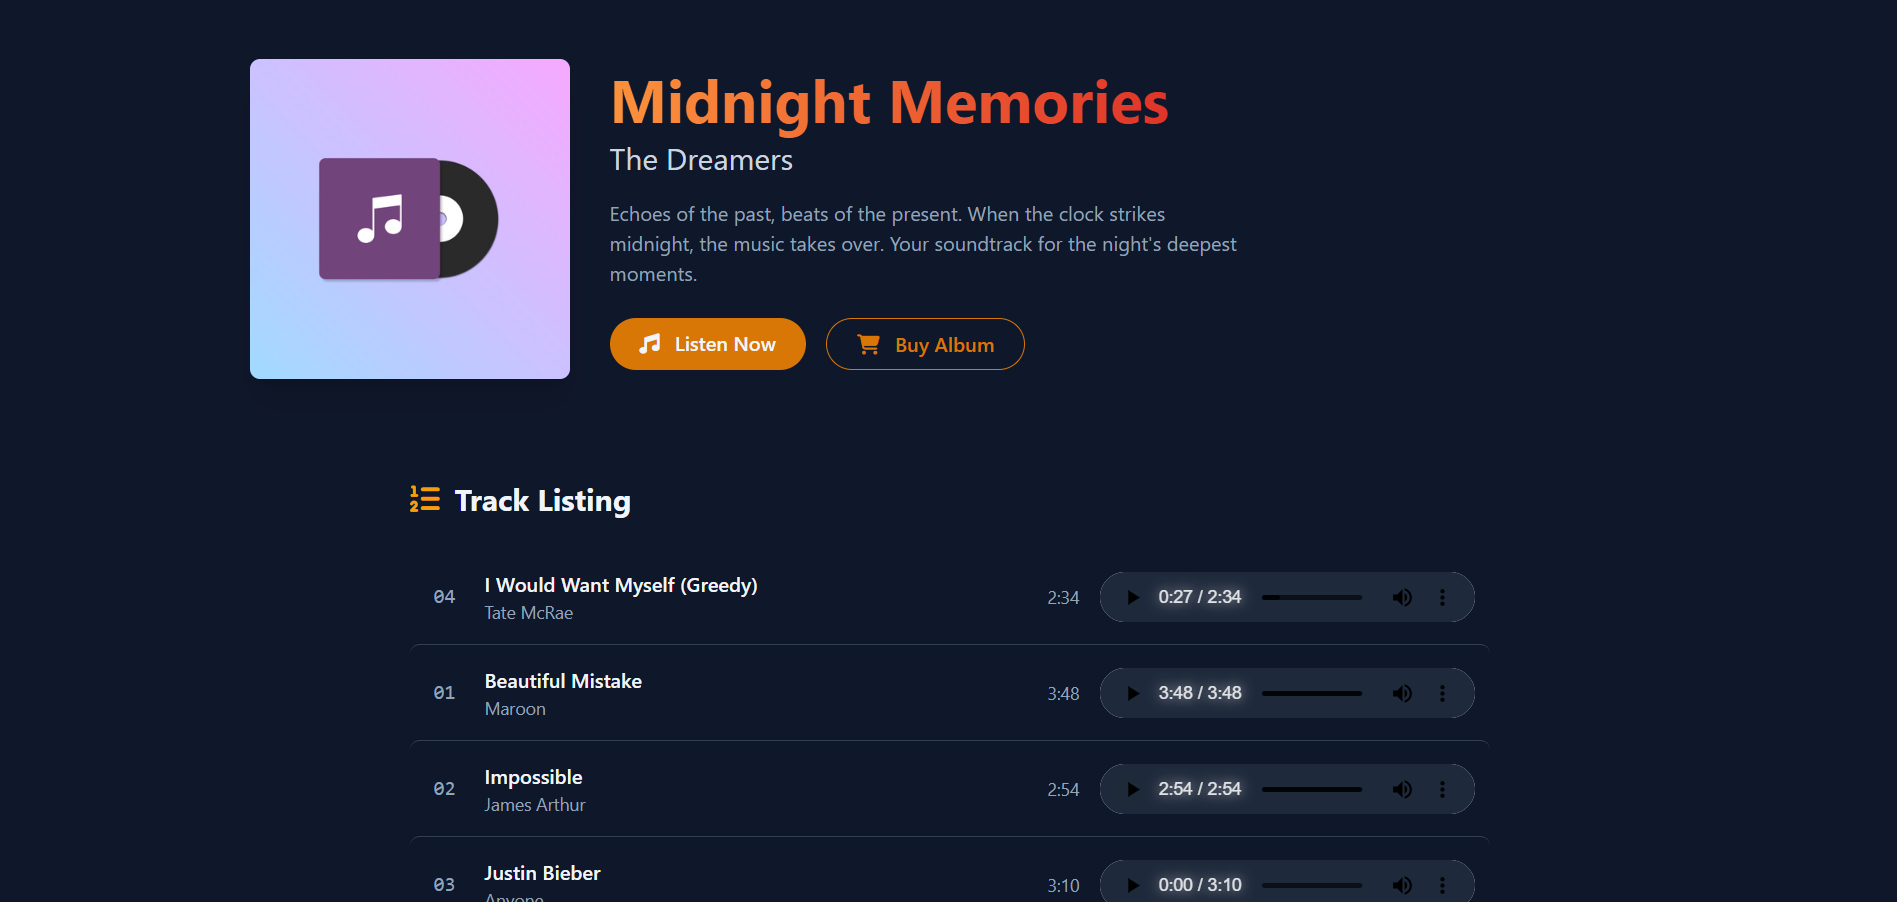 Midnight Memories
The Dreamers
Echoes of the past, beats of the present. When the clock strikes
midnight, the music takes over. Your soundtrack for the night's deepest
moments.
Listen Now
Buy Album
Track Listing
04 I Would Want Myself (Greedy) 2:34 0:27 / 2:34
Tate McRae
01 Beautiful Mistake 3:48 3:48 / 3:48
Maroon
02 Impossible 2:54 2:54 / 2:54
James Arthur
03 Justin Bieber 3:10 0:00 / 3:10
Anyone